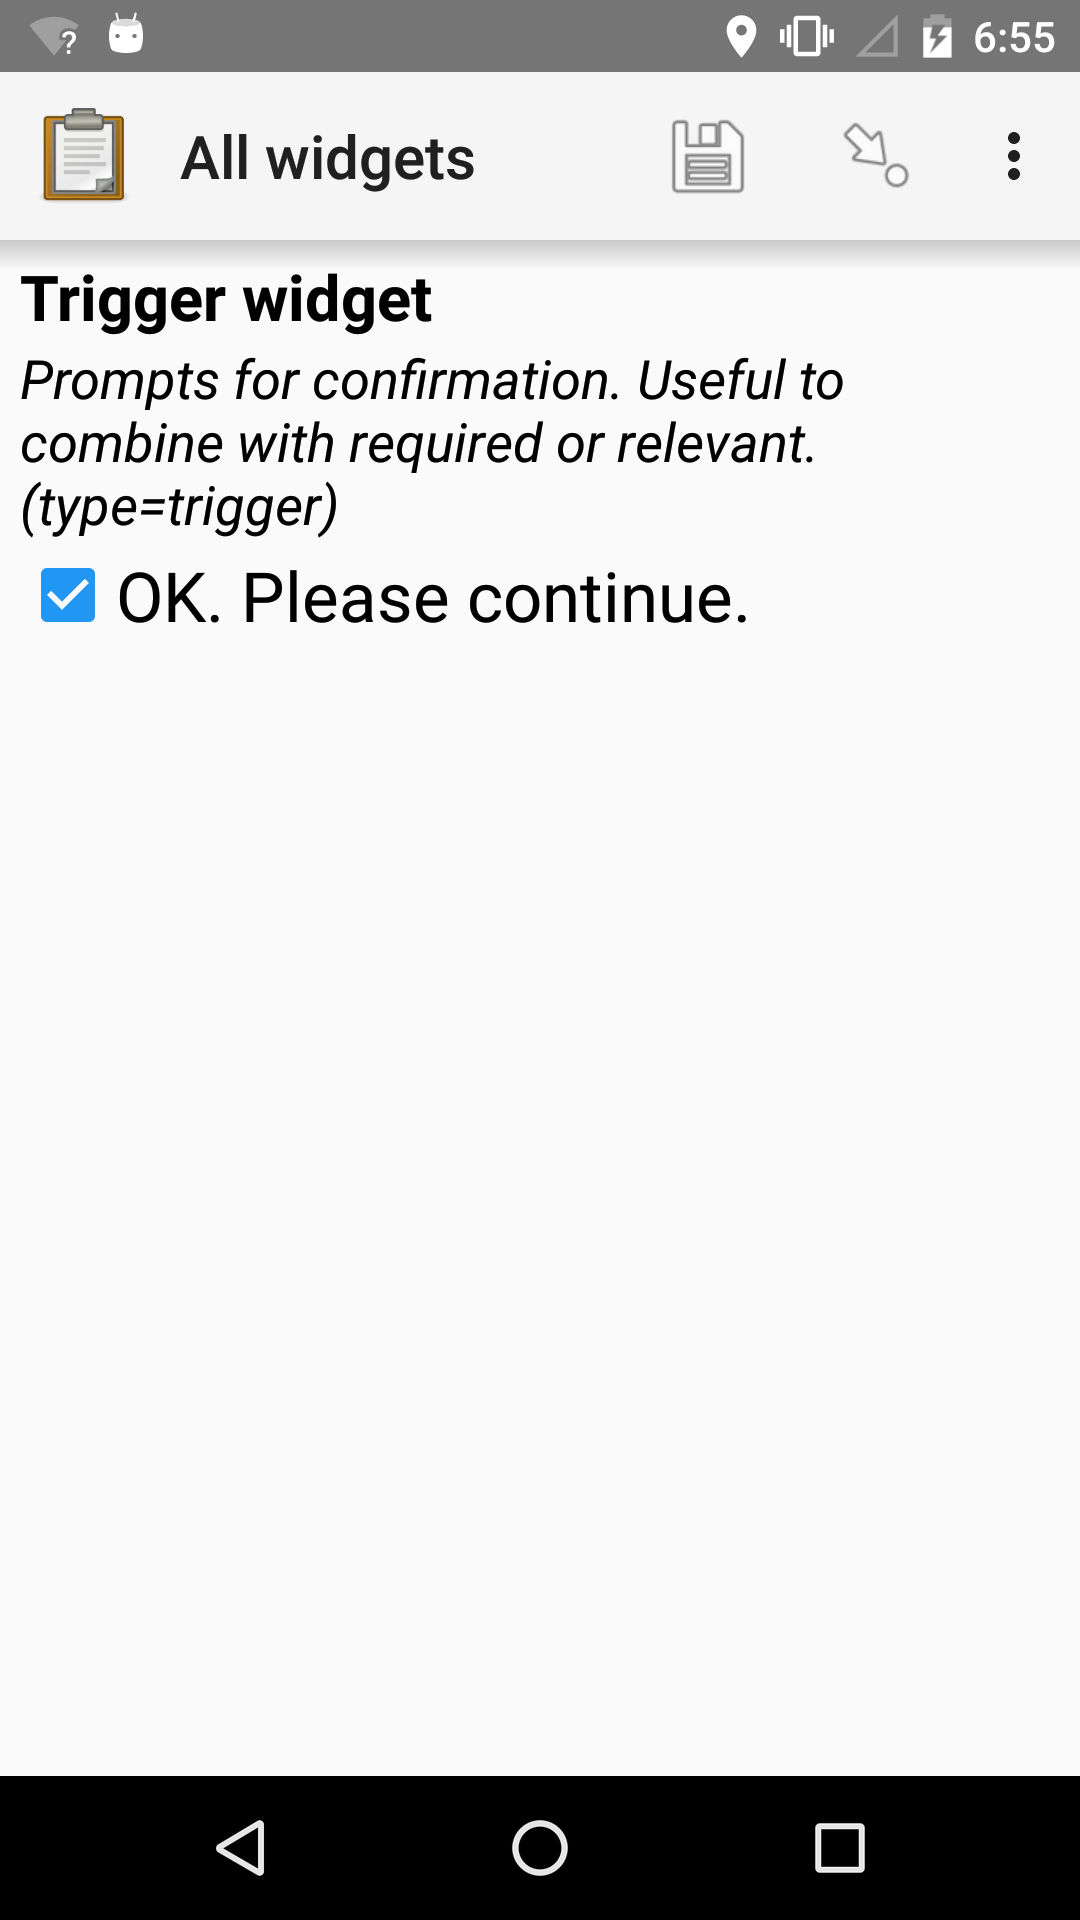 6:55
All widgets
Trigger widget
Prompts for confirmation. Useful to
combine with required or relevant.
(type=trigger)
OK. Please continue.